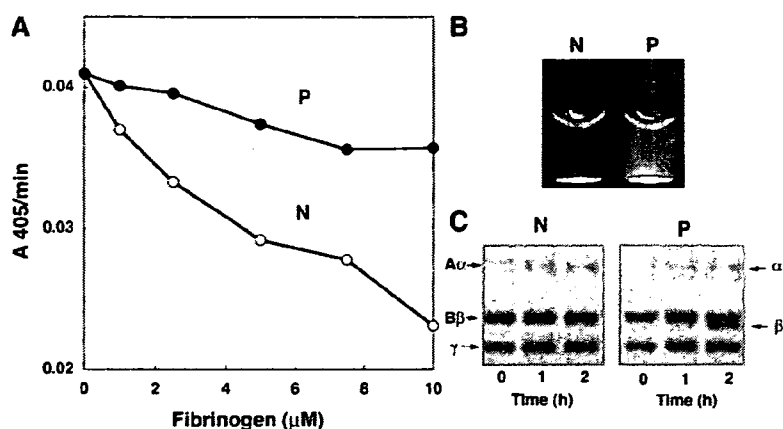 A
A 405/min
0.04
0.03
0.02
P
N
0 2 4 6 8 10
Fibrinogen (μM)
B
N P
C
N P
Aα
Bβ
γ
α
β
0 1 2
Time (h)
0 1 2
Time (h)